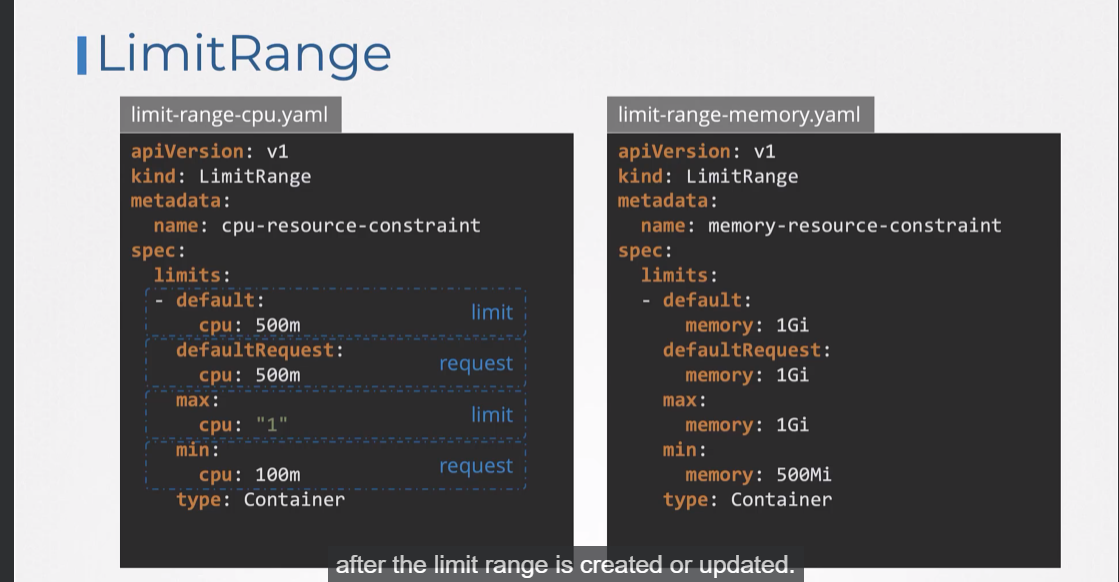 LimitRange
limit-range-cpu.yaml
apiVersion: v1
kind: LimitRange
metadata:
  name: cpu-resource-constraint
spec:
  limits:
  - default:
      cpu: 500m
limit
    defaultRequest:
      cpu: 500m
request
    max:
      cpu: "1"
limit
    min:
      cpu: 100m
request
    type: Container
limit-range-memory.yaml
apiVersion: v1
kind: LimitRange
metadata:
  name: memory-resource-constraint
spec:
  limits:
  - default:
      memory: 1Gi
    defaultRequest:
      memory: 1Gi
    max:
      memory: 1Gi
    min:
      memory: 500Mi
    type: Container
after the limit range is created or updated.